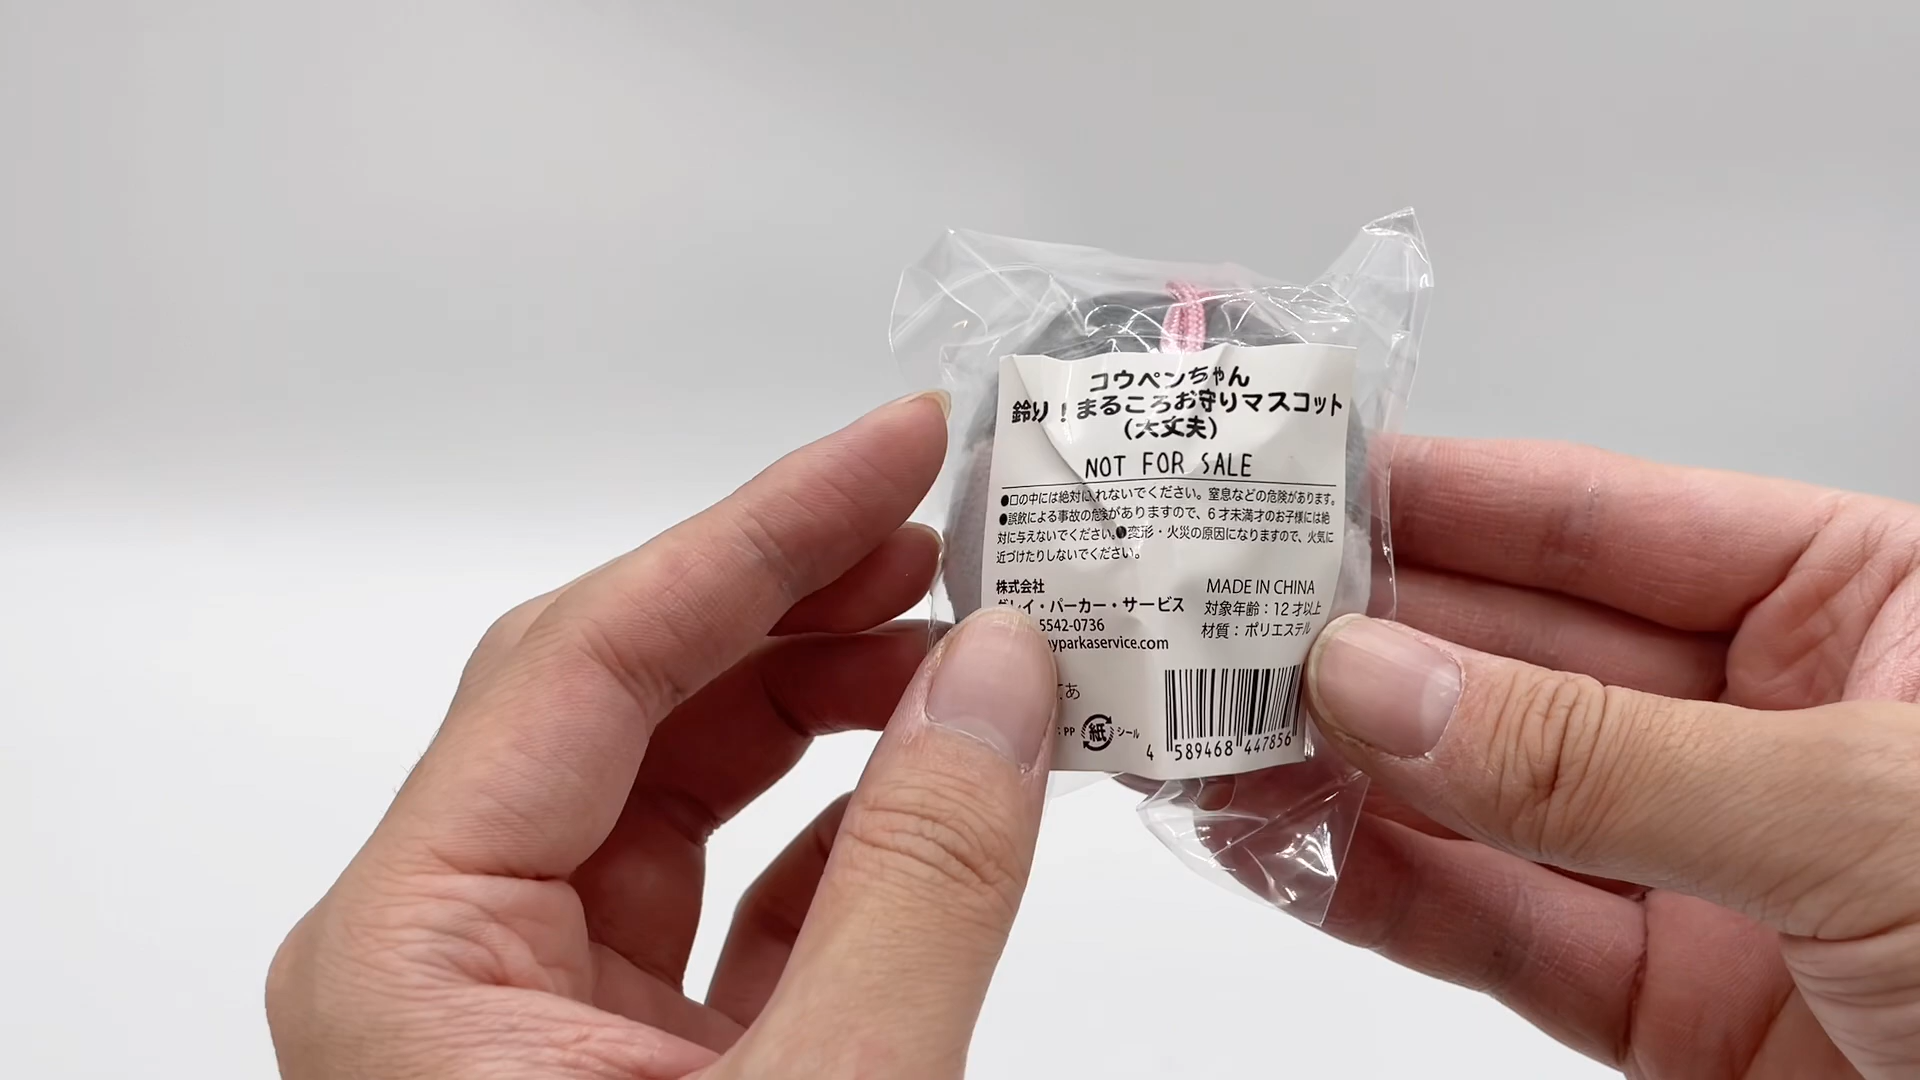 コウペンちゃん
鈴り！まるころお守りマスコット
(大丈夫)
NOT FOR SALE
●口の中には絶対に入れないでください。窒息などの危険があります。
●誤飲による事故の危険がありますので、6才未満才のお子様には絶
対に与えないでください。●変形・火災の原因になりますので、火気に
近づけたりしないでください。
株式会社
グレイ・パーカー・サービス
5542-0736
yparkaservice.com
MADE IN CHINA
対象年齢：12才以上
材質：ポリエステル
てあ
: PP 紙 シール
4 589468 447856